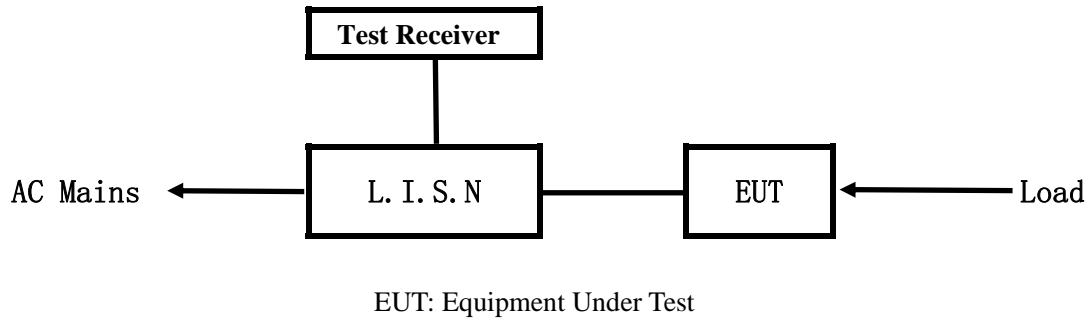 Test Receiver
AC Mains
L.I.S.N
EUT
Load
EUT: Equipment Under Test